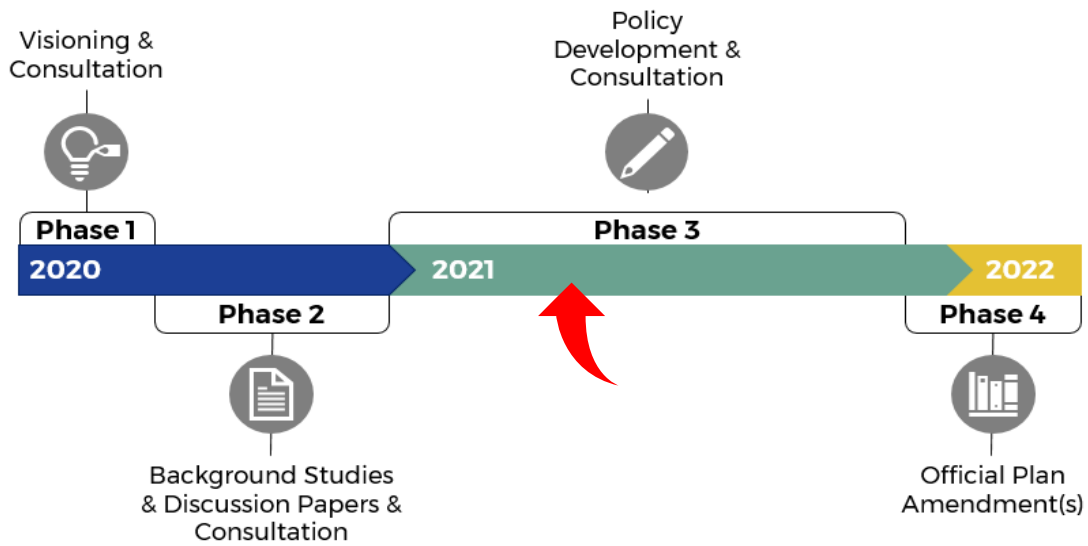 Visioning &
Consultation
Policy
Development &
Consultation
Phase 1
Phase 3
2020
2021
2022
Phase 2
Phase 4
Background Studies
& Discussion Papers &
Consultation
Official Plan
Amendment(s)